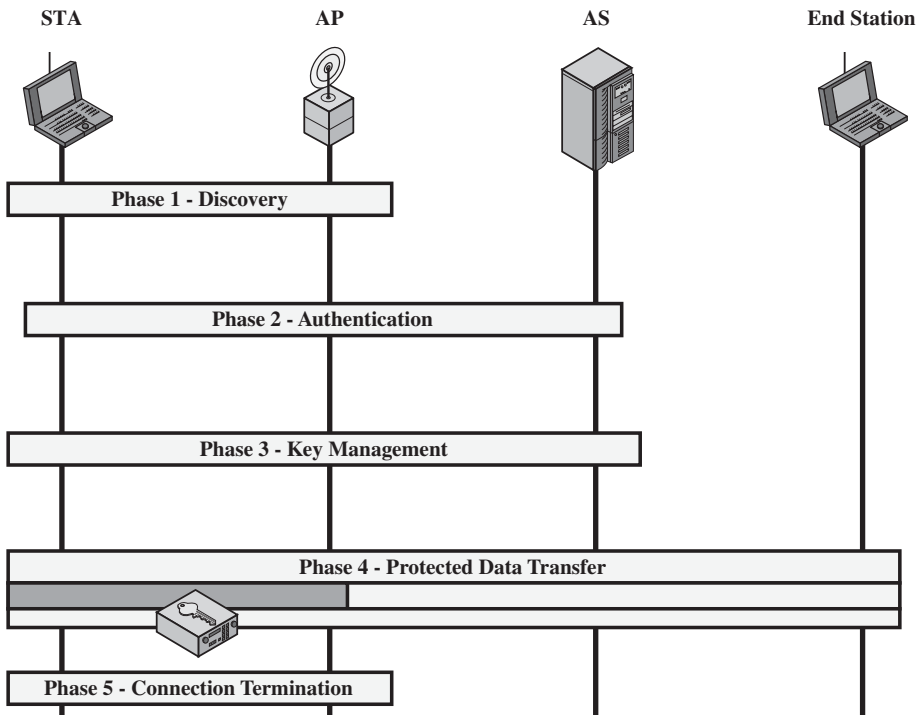 STA AP AS End Station
Phase 1 - Discovery
Phase 2 - Authentication
Phase 3 - Key Management
Phase 4 - Protected Data Transfer
Phase 5 - Connection Termination